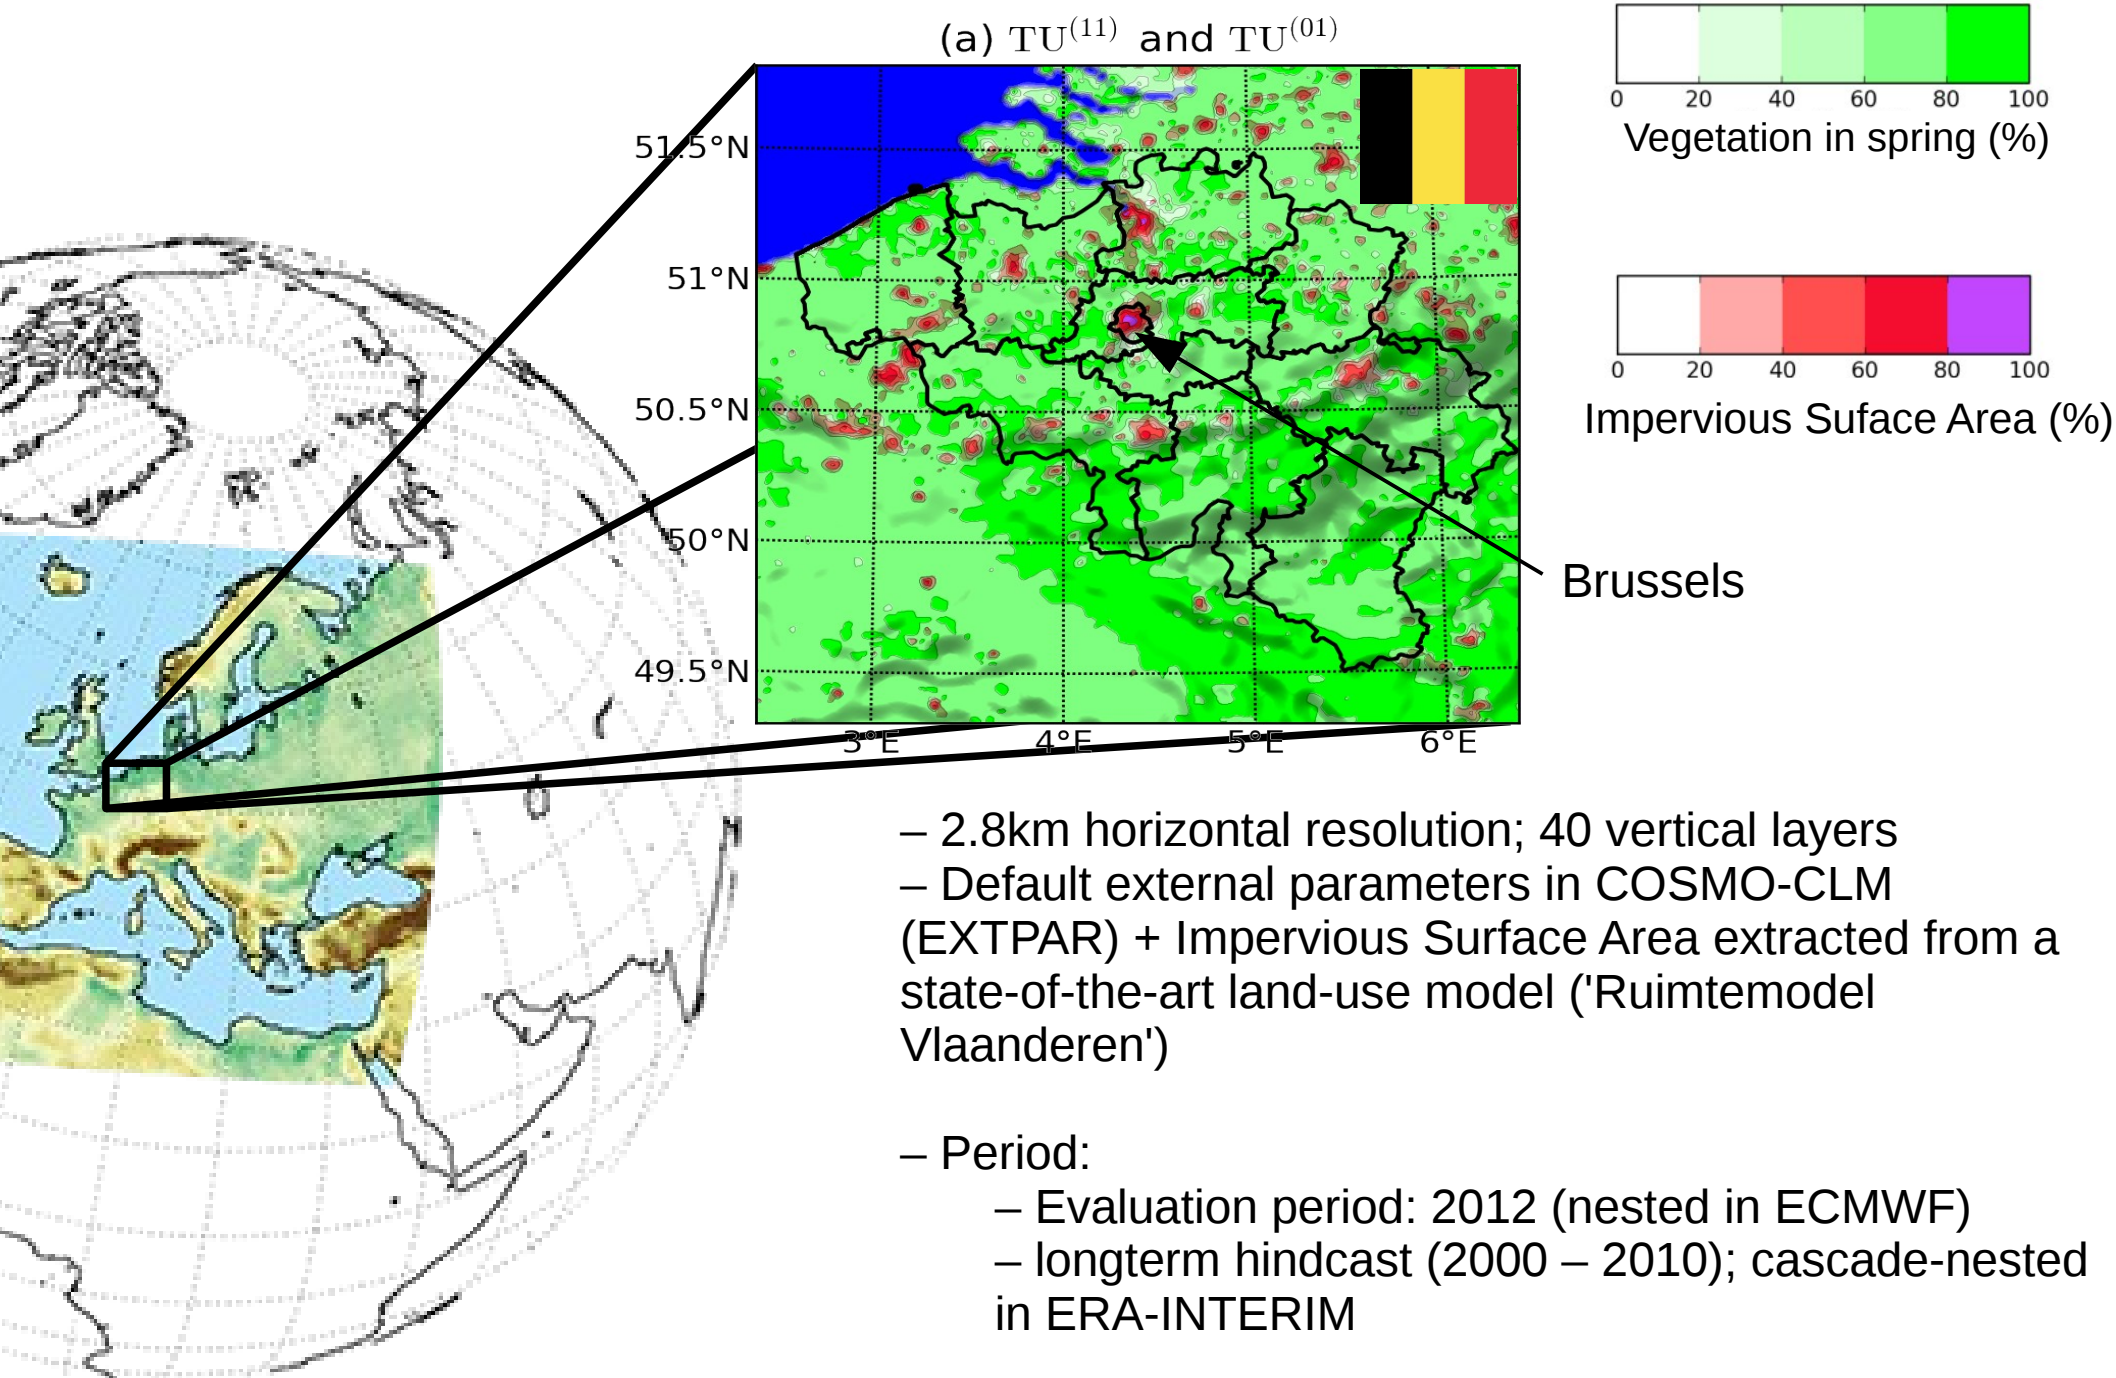 (a) TU⁽¹¹⁾ and TU⁽⁰¹⁾
0 20 40 60 80 100
Vegetation in spring (%)
51.5°N
51°N
50.5°N
50°N
49.5°N
3°E 4°E 5°E 6°E
0 20 40 60 80 100
Impervious Suface Area (%)
Brussels
– 2.8km horizontal resolution; 40 vertical layers
– Default external parameters in COSMO-CLM
(EXTPAR) + Impervious Surface Area extracted from a
state-of-the-art land-use model ('Ruimtemodel
Vlaanderen')
– Period:
– Evaluation period: 2012 (nested in ECMWF)
– longterm hindcast (2000 – 2010); cascade-nested
in ERA-INTERIM